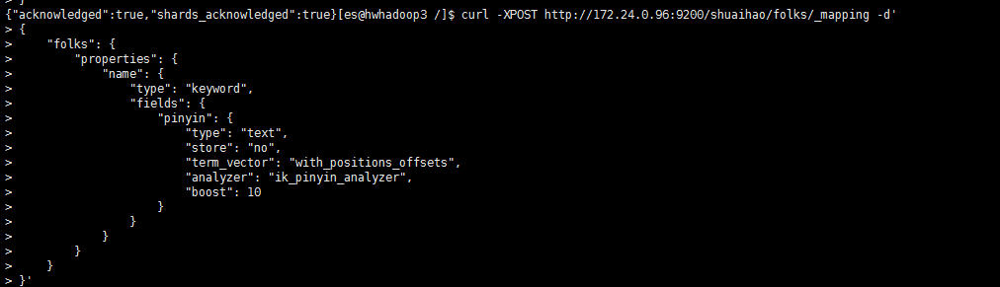 > }
{"acknowledged":true,"shards_acknowledged":true}[es@hwhadoop3 /]$ curl -XPOST http://172.24.0.96:9200/shuaihao/folks/_mapping -d'
> {
>     "folks": {
>         "properties": {
>             "name": {
>                 "type": "keyword",
>                 "fields": {
>                     "pinyin": {
>                         "type": "text",
>                         "store": "no",
>                         "term_vector": "with_positions_offsets",
>                         "analyzer": "ik_pinyin_analyzer",
>                         "boost": 10
>                     }
>                 }
>             }
>         }
>     }
> }'